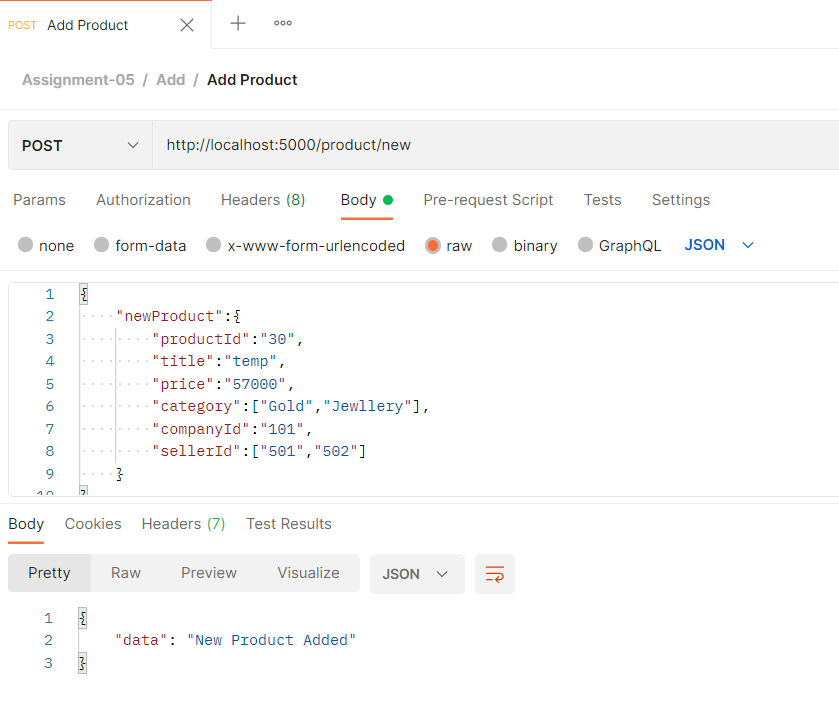 POST Add Product
Assignment-05 / Add / Add Product
POST http://localhost:5000/product/new
Params Authorization Headers (8) Body Pre-request Script Tests Settings
none form-data x-www-form-urlencoded raw binary GraphQL JSON
1 {
2 "newProduct":{
3 "productId":"30",
4 "title":"temp",
5 "price":"57000",
6 "category":["Gold","Jewllery"],
7 "companyId":"101",
8 "sellerId":["501","502"]
9 }
10 }
Body Cookies Headers (7) Test Results
Pretty Raw Preview Visualize JSON
1 {
2 "data": "New Product Added"
3 }